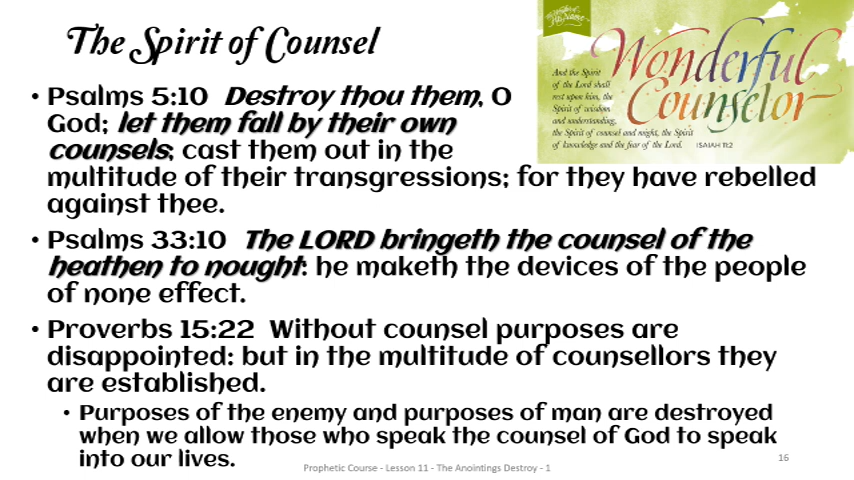 The Spirit of Counsel
His Name
Wonderful
Counselor
And the Spirit
of the Lord shall
rest upon him, the
Spirit of wisdom
and understanding,
the Spirit of counsel and might, the Spirit
of knowledge and the fear of the Lord. ISAIAH 11:2
• Psalms 5:10 Destroy thou them, O
God; let them fall by their own
counsels; cast them out in the
multitude of their transgressions; for they have rebelled
against thee.
• Psalms 33:10 The LORD bringeth the counsel of the
heathen to nought: he maketh the devices of the people
of none effect.
• Proverbs 15:22 Without counsel purposes are
disappointed: but in the multitude of counsellors they
are established.
• Purposes of the enemy and purposes of man are destroyed
when we allow those who speak the counsel of God to speak
into our lives.
Prophetic Course - Lesson 11 - The Anointings Destroy - 1
16